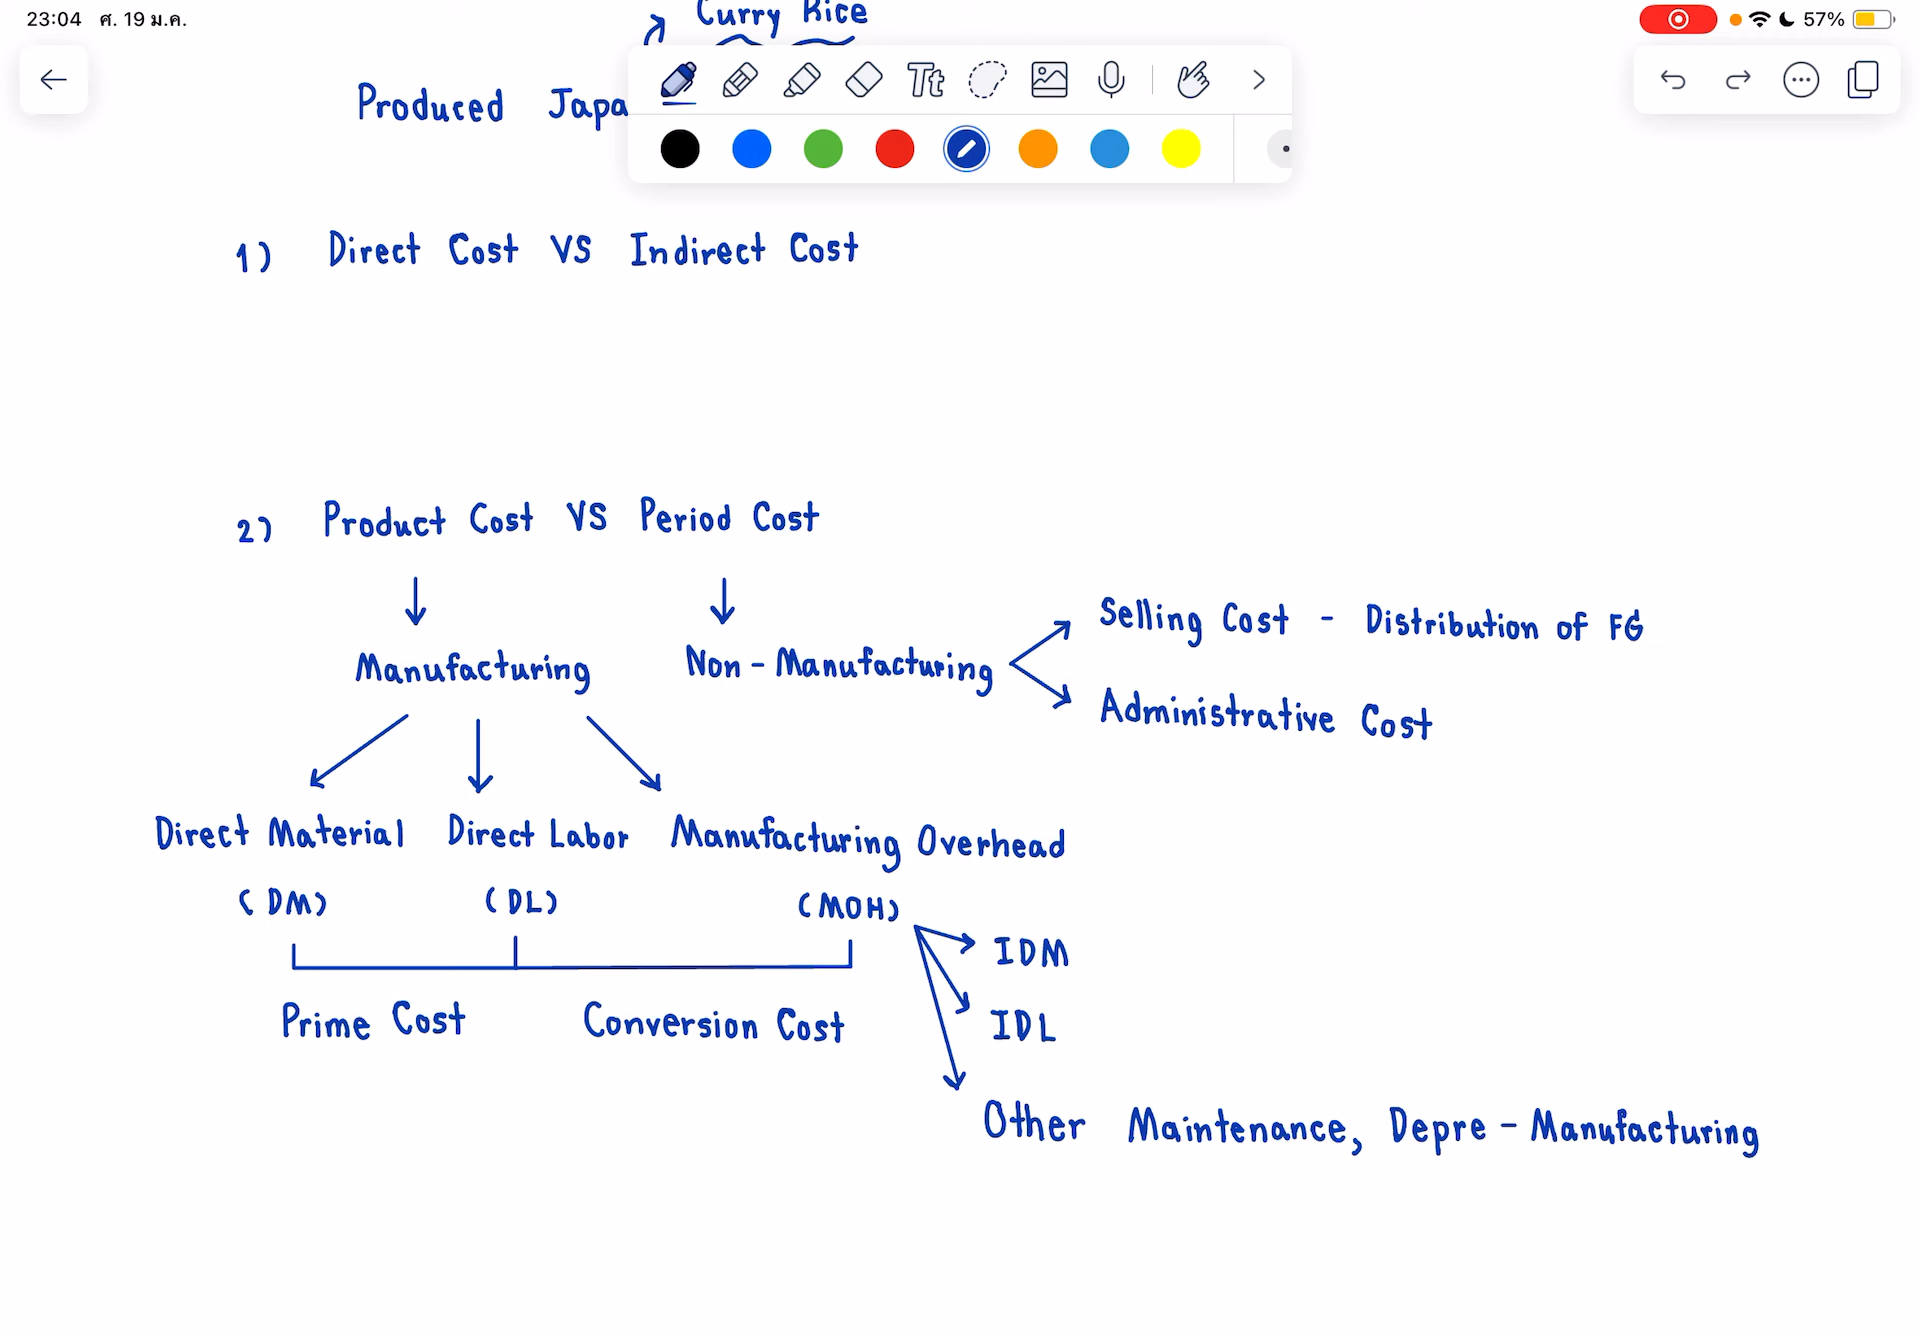 23:04 ศ. 19 ม.ค.
57%
Curry Rice
Produced Japa
Tt
1) Direct Cost VS Indirect Cost
2) Product Cost VS Period Cost
Manufacturing Non-Manufacturing
Selling Cost - Distribution of FG
Administrative Cost
Direct Material Direct Labor Manufacturing Overhead
(DM) (DL) (MOH)
IDM
Prime Cost Conversion Cost
IDL
Other Maintenance, Depre - Manufacturing